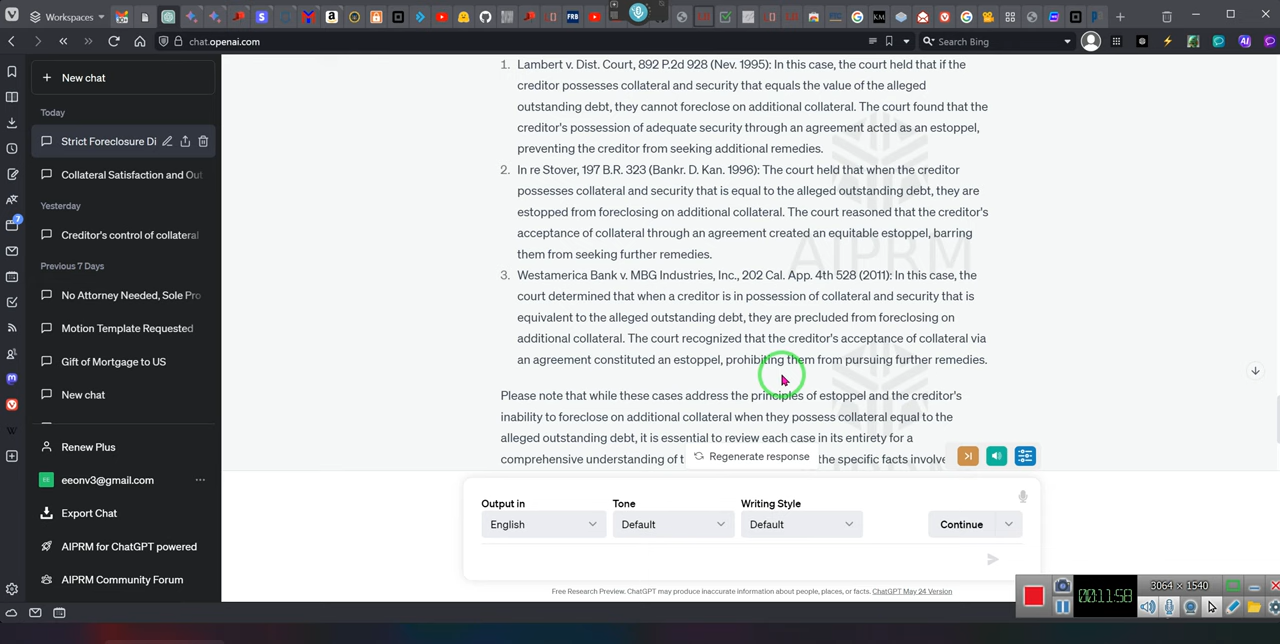 Workspaces
FRB
KM
chat.openai.com
Search Bing
AI
New chat
Today
Strict Foreclosure Di
Collateral Satisfaction and Out
Yesterday
Creditor's control of collateral
Previous 7 Days
No Attorney Needed, Sole Pro
Motion Template Requested
Gift of Mortgage to US
New chat
Renew Plus
EE eeonv3@gmail.com
Export Chat
AIPRM for ChatGPT powered
AIPRM Community Forum
7
1. Lambert v. Dist. Court, 892 P.2d 928 (Nev. 1995): In this case, the court held that if the
creditor possesses collateral and security that equals the value of the alleged
outstanding debt, they cannot foreclose on additional collateral. The court found that the
creditor's possession of adequate security through an agreement acted as an estoppel,
preventing the creditor from seeking additional remedies.
2. In re Stover, 197 B.R. 323 (Bankr. D. Kan. 1996): The court held that when the creditor
possesses collateral and security that is equal to the alleged outstanding debt, they are
estopped from foreclosing on additional collateral. The court reasoned that the creditor's
acceptance of collateral through an agreement created an equitable estoppel, barring
them from seeking further remedies.
3. Westamerica Bank v. MBG Industries, Inc., 202 Cal. App. 4th 528 (2011): In this case, the
court determined that when a creditor is in possession of collateral and security that is
equivalent to the alleged outstanding debt, they are precluded from foreclosing on
additional collateral. The court recognized that the creditor's acceptance of collateral via
an agreement constituted an estoppel, prohibiting them from pursuing further remedies.
AIPRM
Please note that while these cases address the principles of estoppel and the creditor's
inability to foreclose on additional collateral when they possess collateral equal to the
alleged outstanding debt, it is essential to review each case in its entirety for a
comprehensive understanding of the specific facts involve
Regenerate response
Output in Tone Writing Style
English Default Default Continue
Free Research Preview. ChatGPT may produce inaccurate information about people, places, or facts. ChatGPT May 24 Version
3064 × 1540
00:11:58